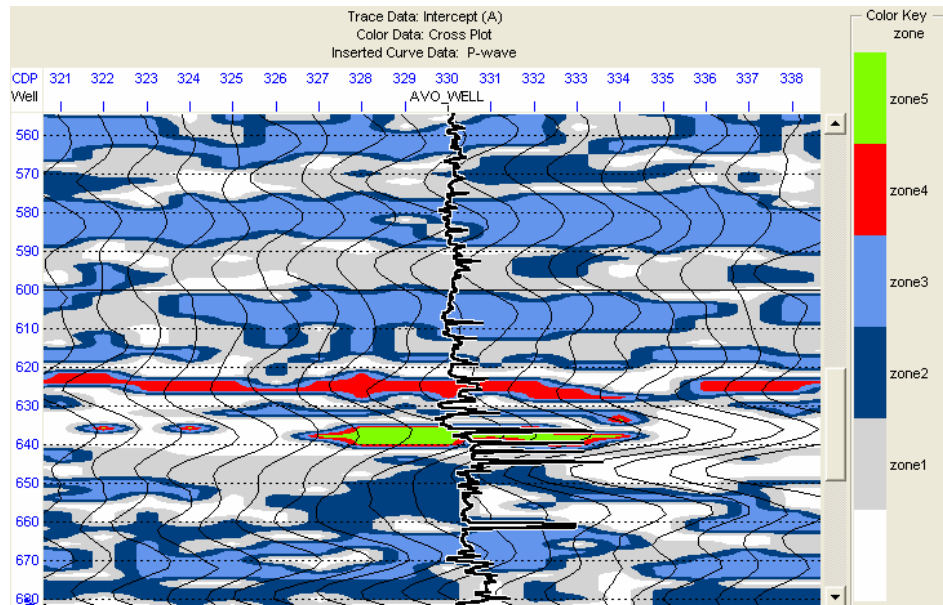 Trace Data: Intercept (A)
Color Data: Cross Plot
Inserted Curve Data: P-wave
CDP 321 322 323 324 325 326 327 328 329 330 331 332 333 334 335 336 337 338
Well AVO_WELL
560
570
580
590
600
610
620
630
640
650
660
670
680
Color Key
zone
zone5
zone4
zone3
zone2
zone1